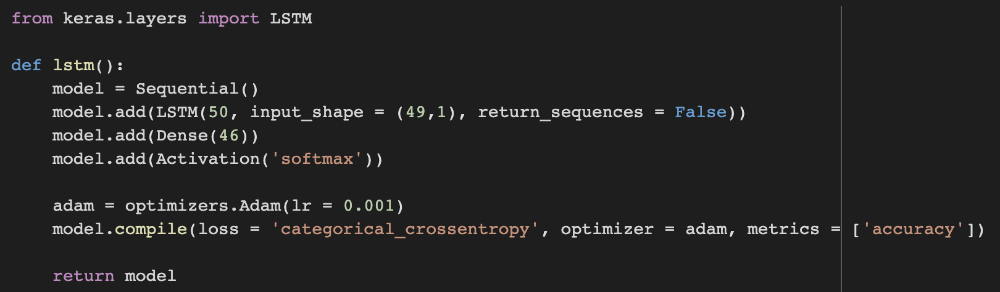 from keras.layers import LSTM
def lstm():
model = Sequential()
model.add(LSTM(50, input_shape = (49,1), return_sequences = False))
model.add(Dense(46))
model.add(Activation('softmax'))
adam = optimizers.Adam(lr = 0.001)
model.compile(loss = 'categorical_crossentropy', optimizer = adam, metrics = ['accuracy'])
return model